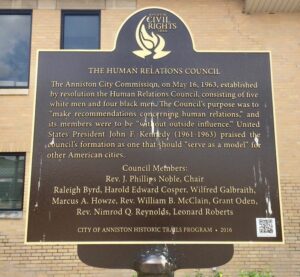 CIVIL
RIGHTS
THE HUMAN RELATIONS COUNCIL
The Anniston City Commission, on May 16, 1963, established
by resolution the Human Relations Council, consisting of five
white men and four black men. The Council's purpose was to
"make recommendations concerning human relations," and
its members were to be "without outside influence." United
States President John F. Kennedy (1961-1963) praised the
council's formation as one that should "serve as a model" for
other American cities.
Council Members:
Rev. J. Phillips Noble, Chair
Raleigh Byrd, Harold Edward Cosper, Wilfred Galbraith,
Marcus A. Howze, Rev. William B. McClain, Grant Oden,
Rev. Nimrod Q. Reynolds, Leonard Roberts
CITY OF ANNISTON HISTORIC TRAILS PROGRAM • 2016